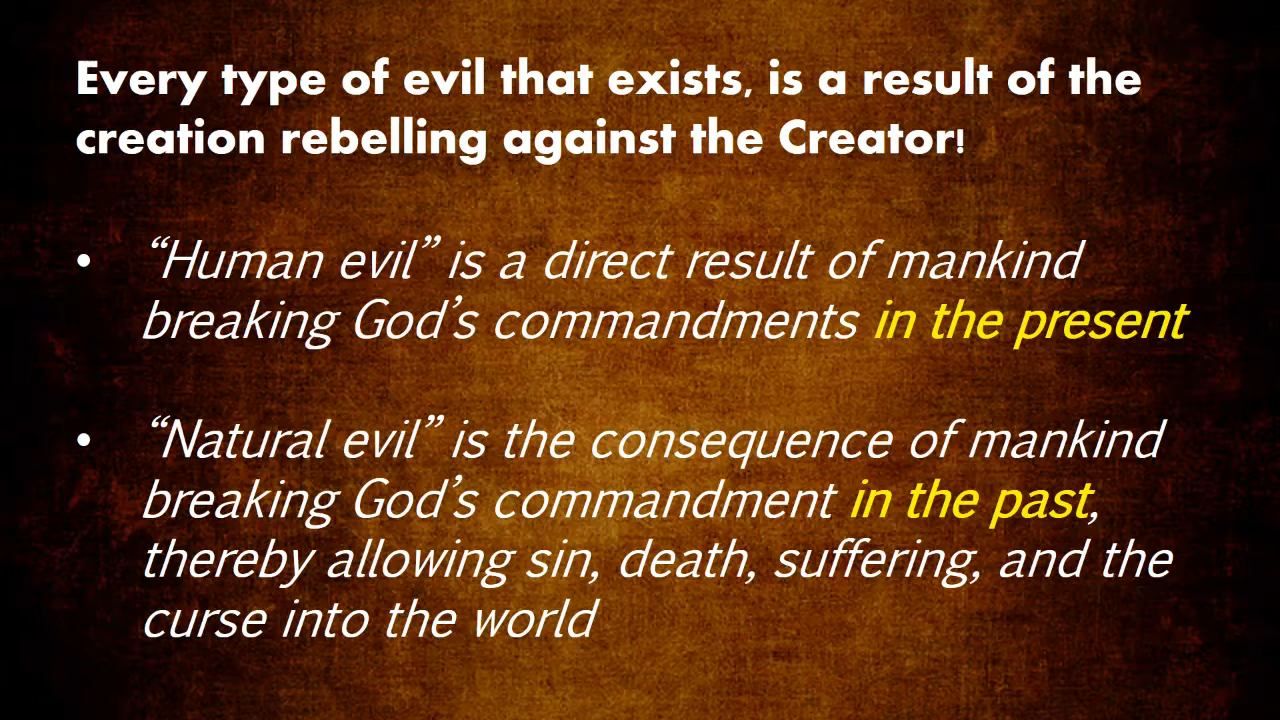 Every type of evil that exists, is a result of the
creation rebelling against the Creator!
• “Human evil” is a direct result of mankind
breaking God’s commandments in the present
• “Natural evil” is the consequence of mankind
breaking God’s commandment in the past,
thereby allowing sin, death, suffering, and the
curse into the world